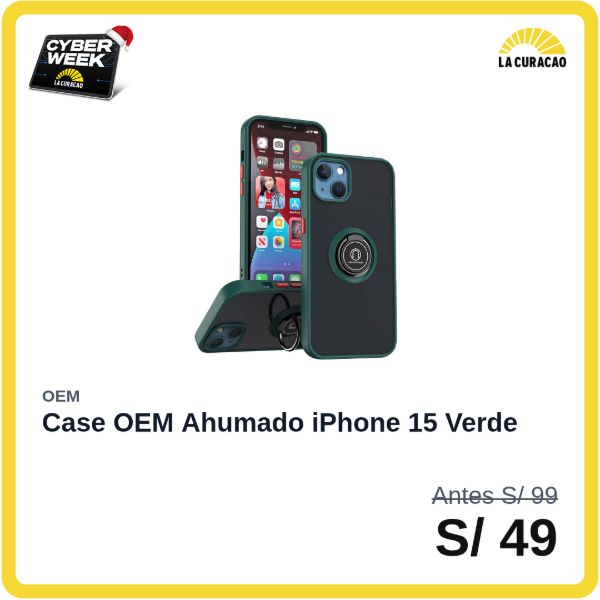 CYBER
WEEK
LA CURACAO
LA CURACAO
OEM
Case OEM Ahumado iPhone 15 Verde
Antes S/ 99
S/ 49